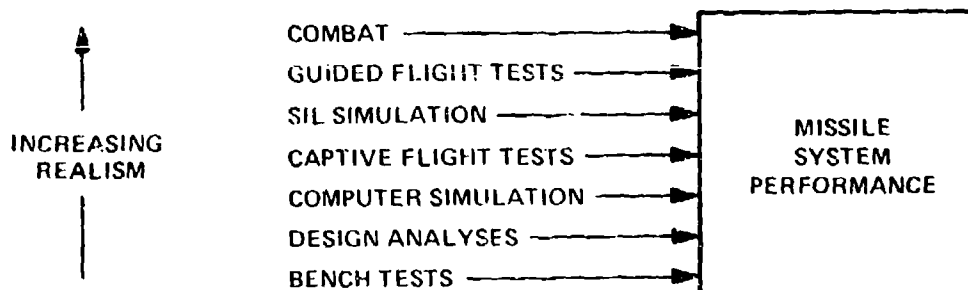 COMBAT
GUIDED FLIGHT TESTS
SIL SIMULATION
CAPTIVE FLIGHT TESTS
COMPUTER SIMULATION
DESIGN ANALYSES
BENCH TESTS
INCREASING
REALISM
MISSILE
SYSTEM
PERFORMANCE